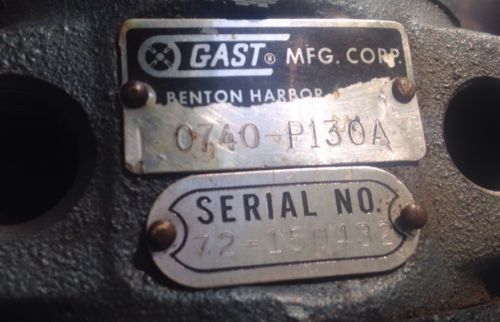 GAST® MFG. CORP.
BENTON HARBOR
0740-P130A
SERIAL NO.